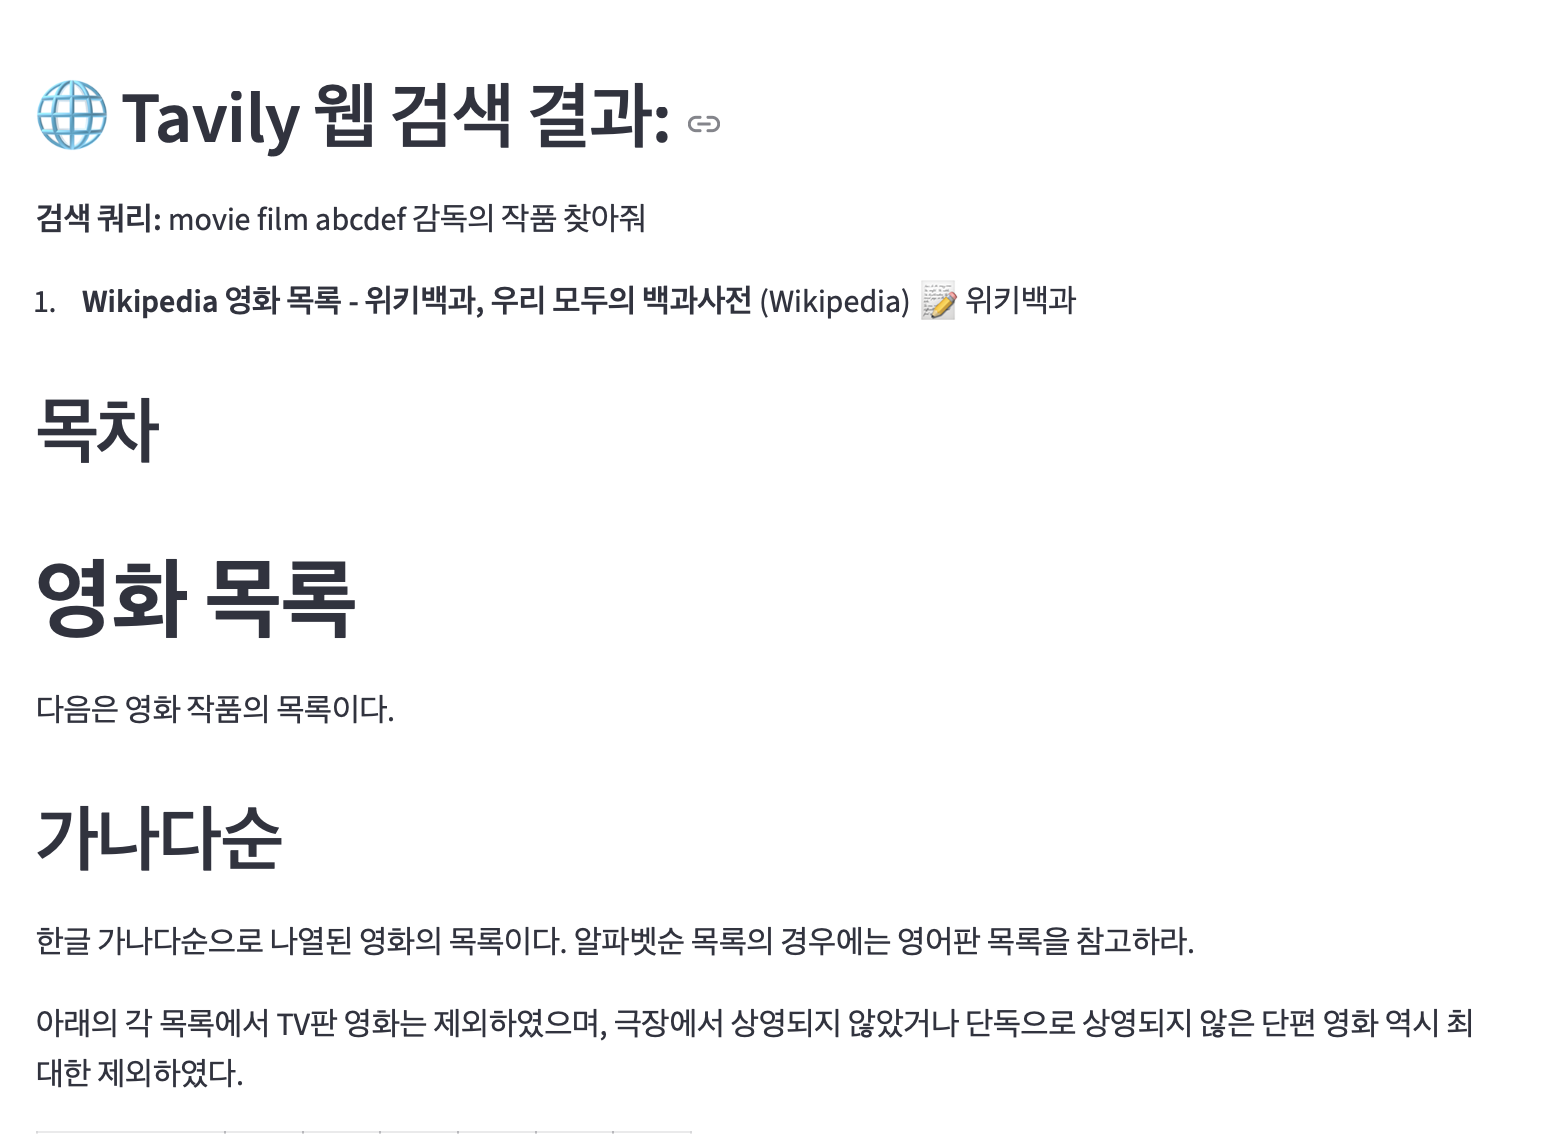 🌐 Tavily 웹 검색 결과:
검색 쿼리: movie film abcdef 감독의 작품 찾아줘
1. Wikipedia 영화 목록 - 위키백과, 우리 모두의 백과사전 (Wikipedia) 📝 위키백과
목차
영화 목록
다음은 영화 작품의 목록이다.
가나다순
한글 가나다순으로 나열된 영화의 목록이다. 알파벳순 목록의 경우에는 영어판 목록을 참고하라.
아래의 각 목록에서 TV판 영화는 제외하였으며, 극장에서 상영되지 않았거나 단독으로 상영되지 않은 단편 영화 역시 최
대한 제외하였다.